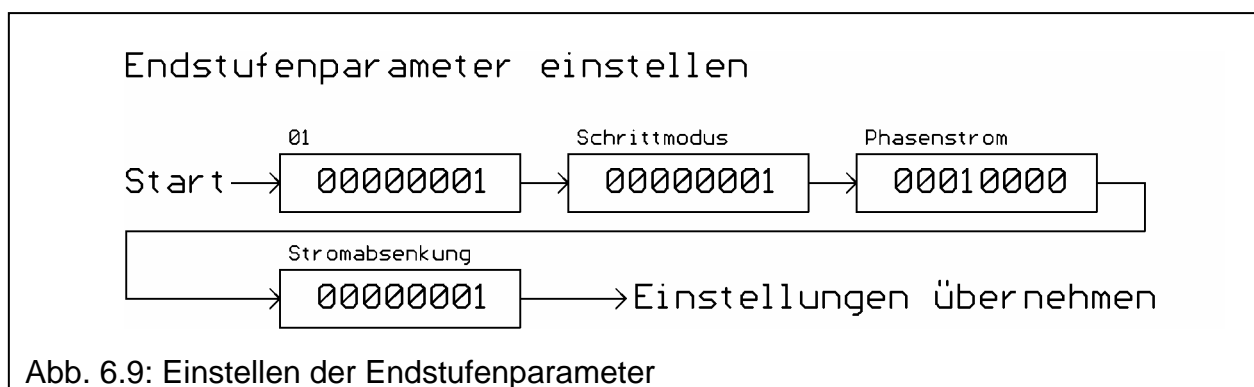 Endstufenparameter einstellen
01 Schrittmodus Phasenstrom
Start 00000001 00000001 00010000
Stromabsenkung
00000001 Einstellungen übernehmen
Abb. 6.9: Einstellen der Endstufenparameter